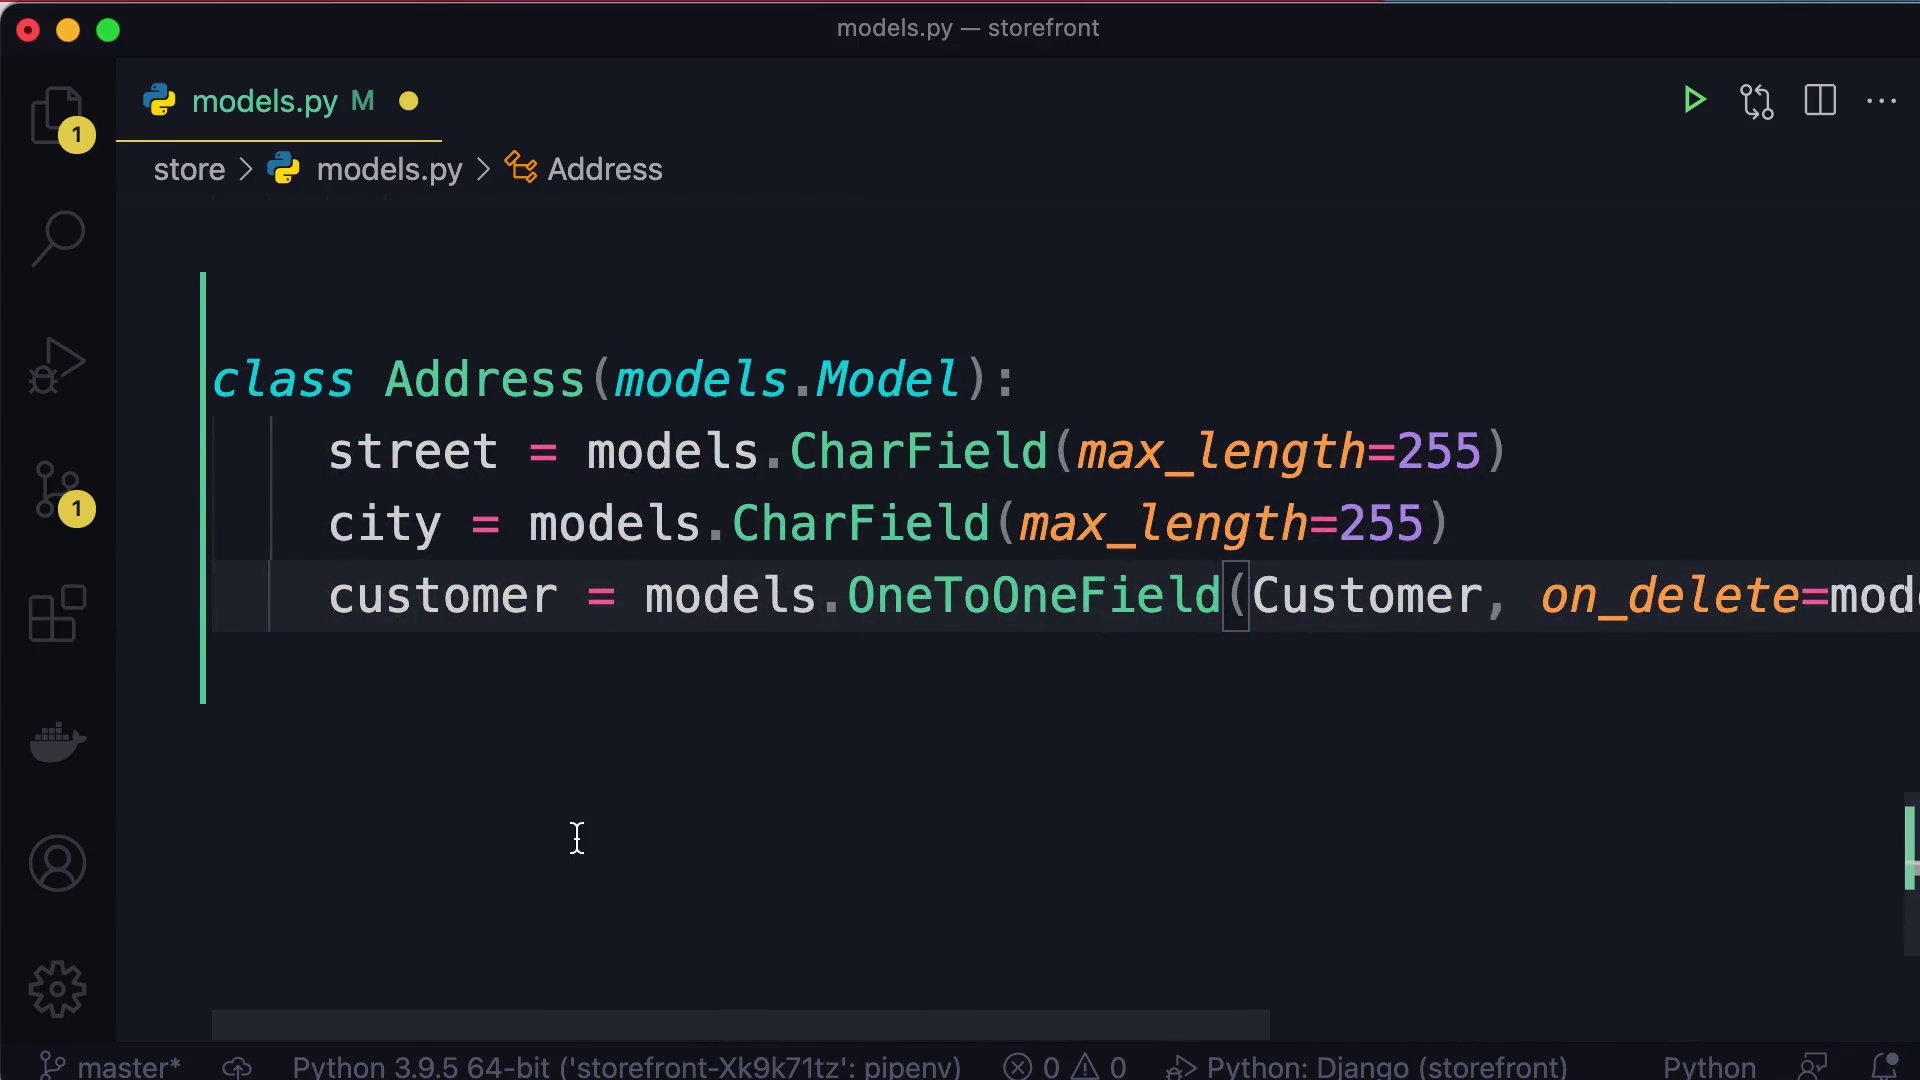 models.py — storefront
models.py M
1
store > models.py > Address
class Address(models.Model):
street = models.CharField(max_length=255)
city = models.CharField(max_length=255)
1
customer = models.OneToOneField(Customer, on_delete=mod
master* Python 3.9.5 64-bit ('storefront-Xk9k71tz': pipenv) 0 0 Python: Django (storefront) Python